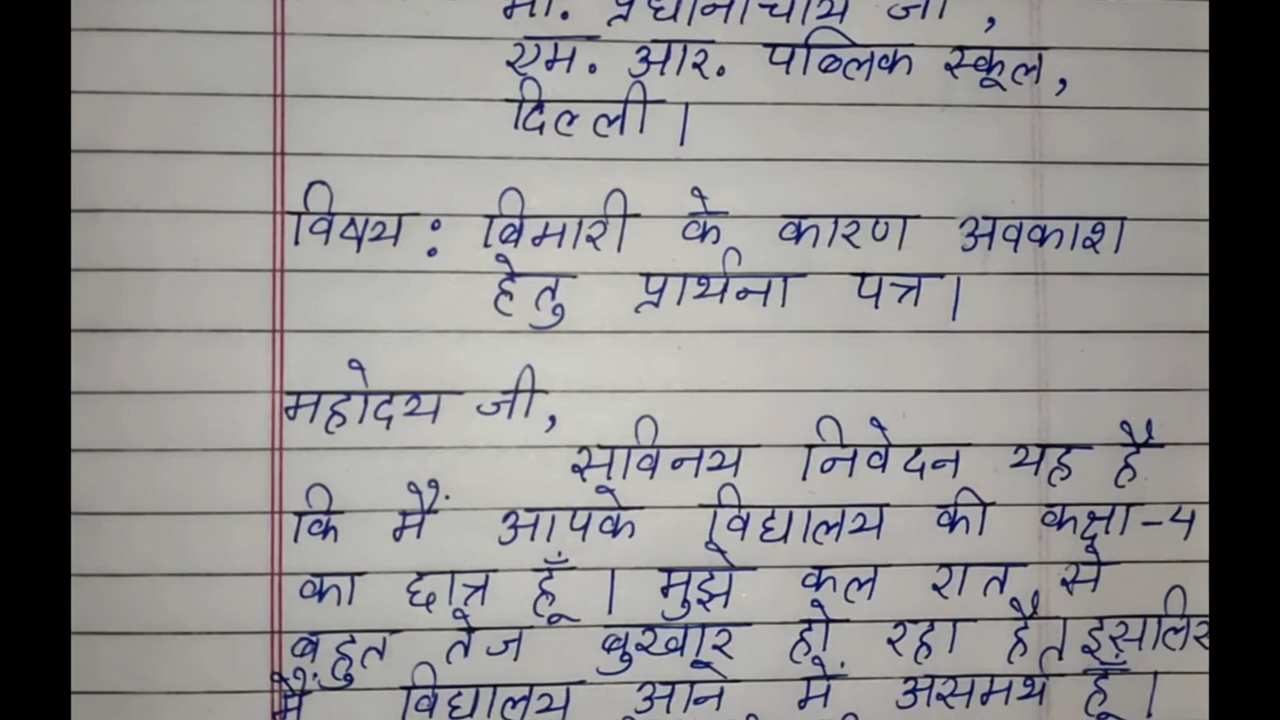 मा. प्रधानाचार्य जी,
एम. आर. पब्लिक स्कूल,
दिल्ली।
विषय: बिमारी के कारण अवकाश
हेतु प्रार्थना पत्र।
महोदय जी,
सविनय निवेदन यह है
कि मैं आपके विद्यालय की कक्षा-4
का छात्र हूँ। मुझे कल रात से
बहुत तेज बुखार हो रहा है। इसलिए
मैं विद्यालय आने में असमर्थ हूँ।